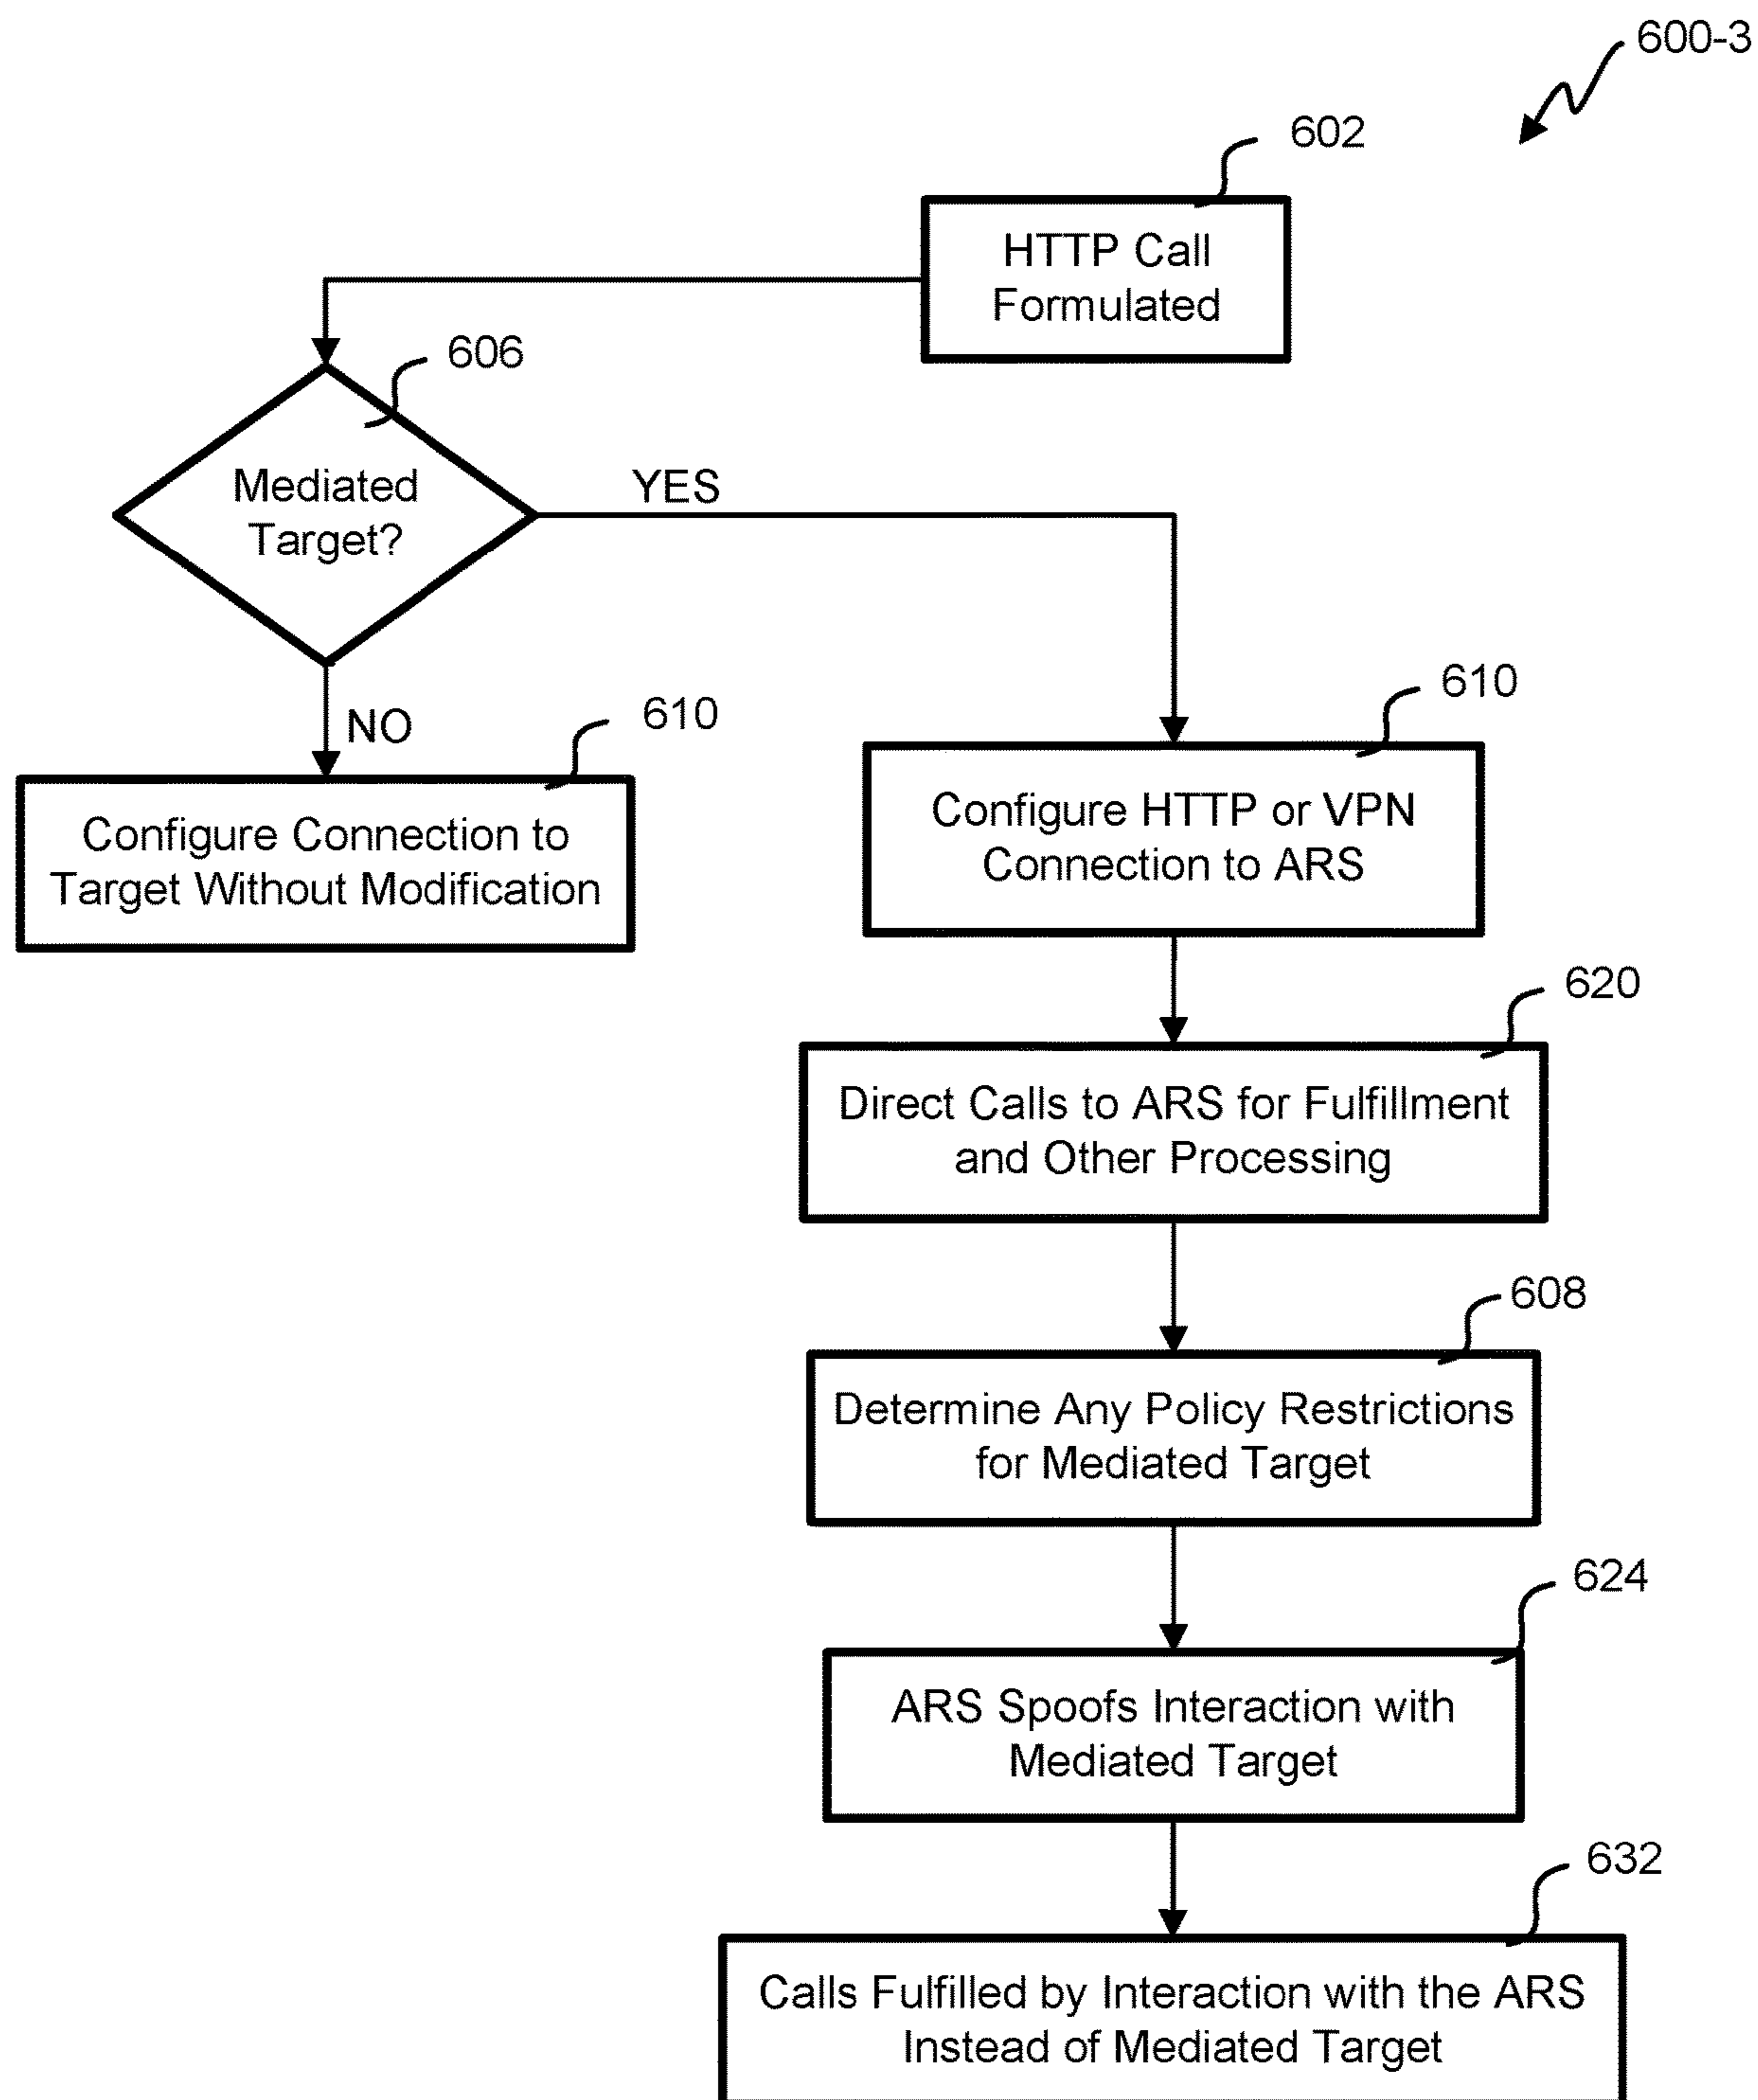 600-3
602
HTTP Call
Formulated
606
Mediated
Target?
YES
NO
610
Configure Connection to
Target Without Modification
610
Configure HTTP or VPN
Connection to ARS
620
Direct Calls to ARS for Fulfillment
and Other Processing
608
Determine Any Policy Restrictions
for Mediated Target
624
ARS Spoofs Interaction with
Mediated Target
632
Calls Fulfilled by Interaction with the ARS
Instead of Mediated Target